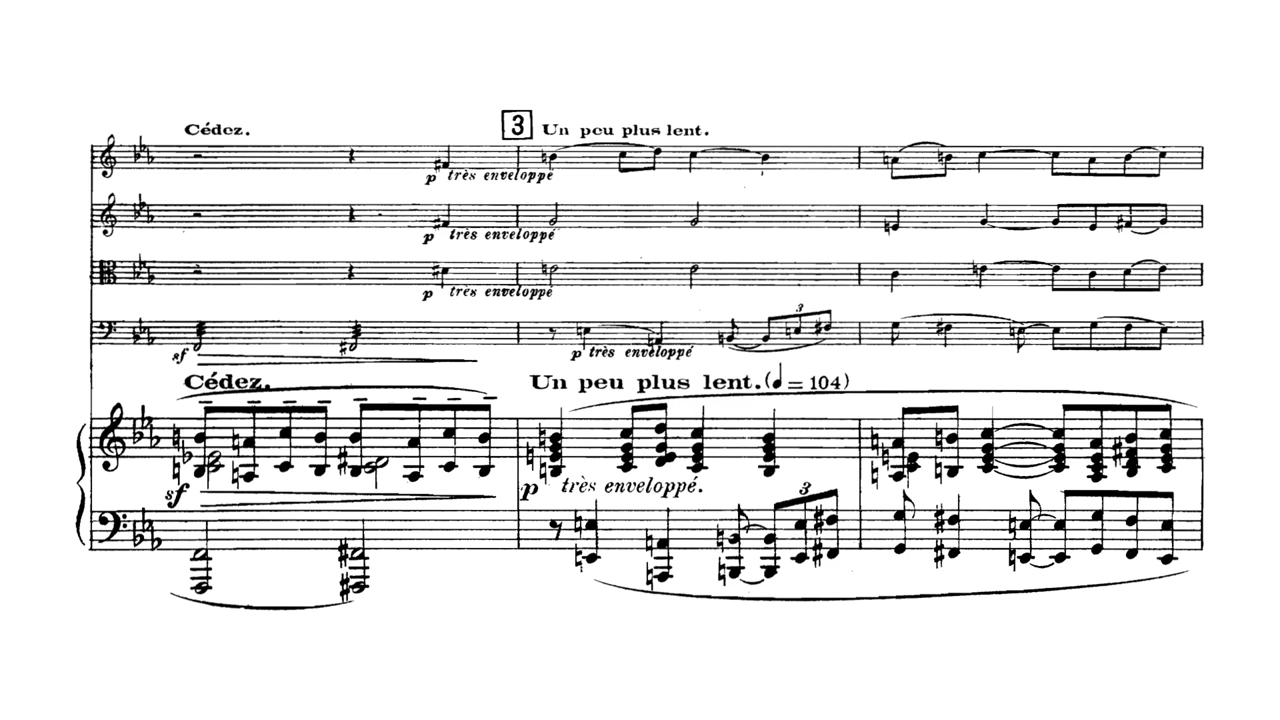 Cédez.
3 Un peu plus lent.
p très enveloppé
p très enveloppé
p très enveloppé
3
sf
p très enveloppé
Cédez.
Un peu plus lent.(♩= 104)
sf
p très enveloppé.
3